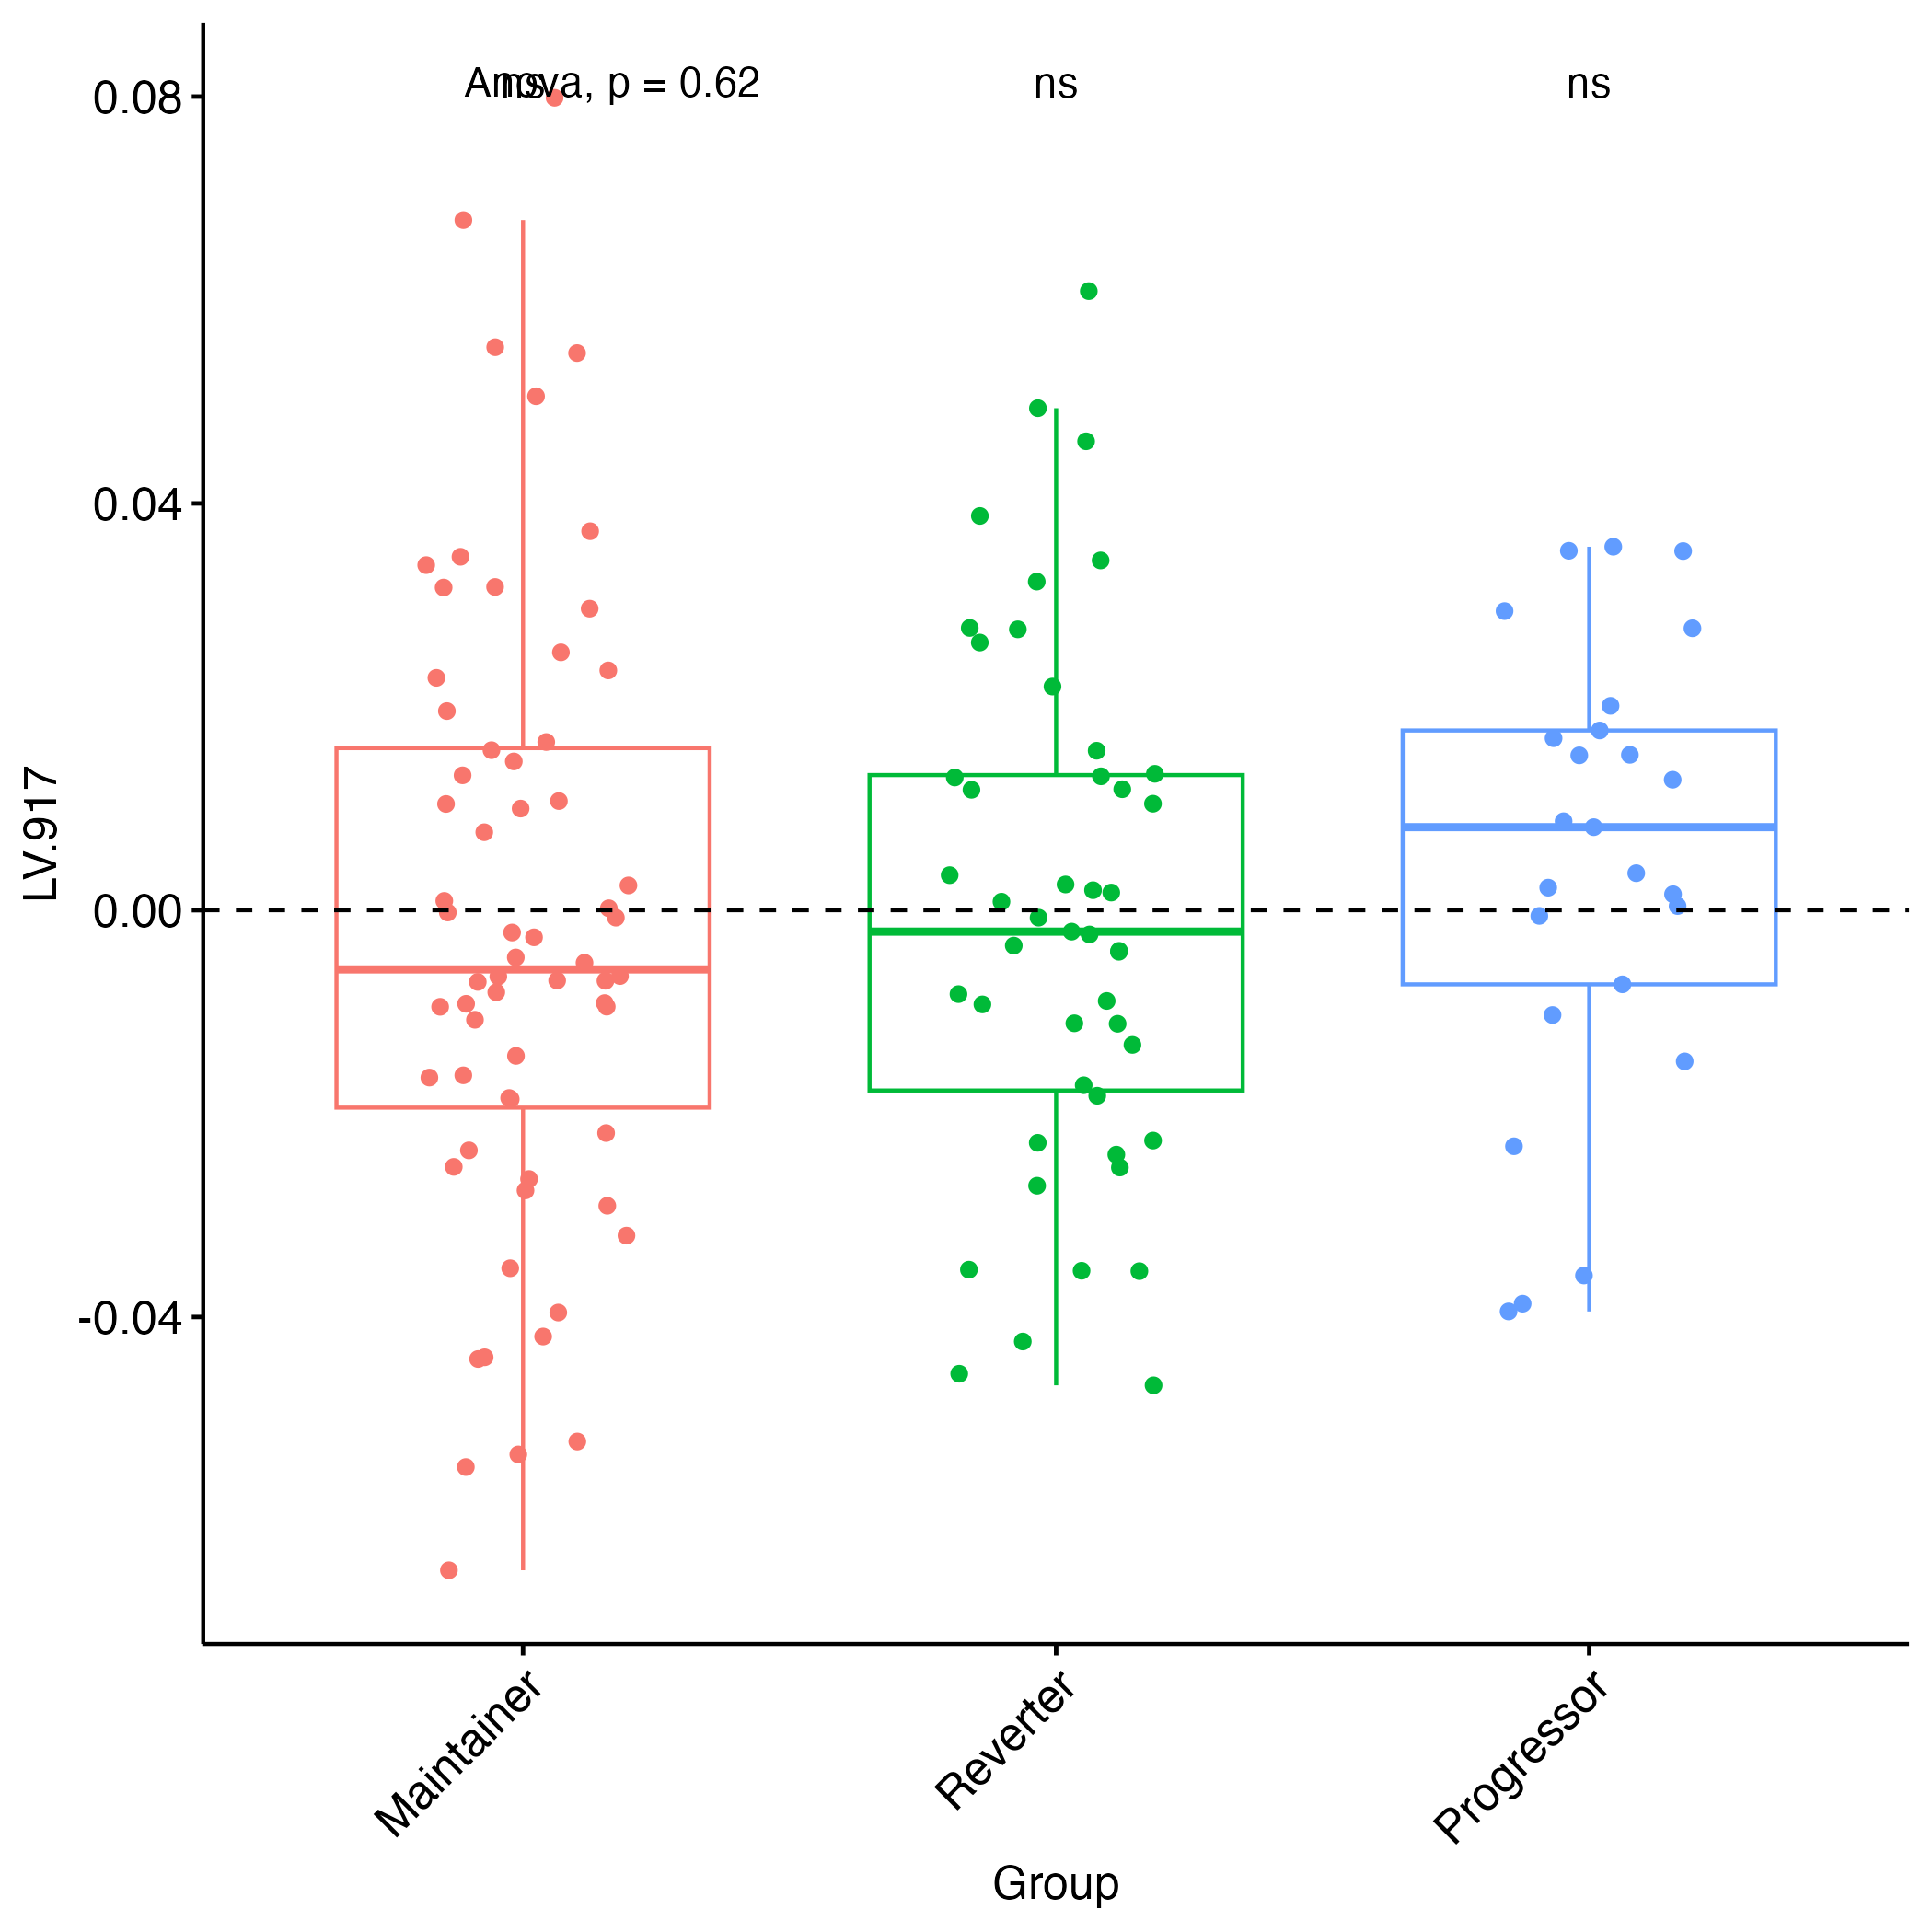 Anova, p = 0.62
ns
ns
ns
0.08
0.04
0.00
-0.04
LV.917
Maintainer
Reverter
Progressor
Group